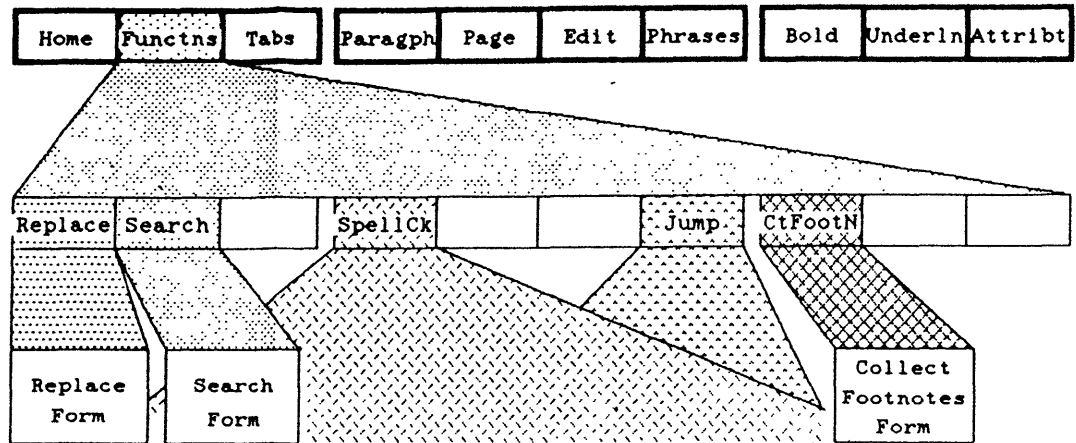 Home Functns Tabs Paragph Page Edit Phrases Bold Underln Attribt
Replace Search SpellCk Jump CtFootN
Replace
Form
Search
Form
Collect
Footnotes
Form